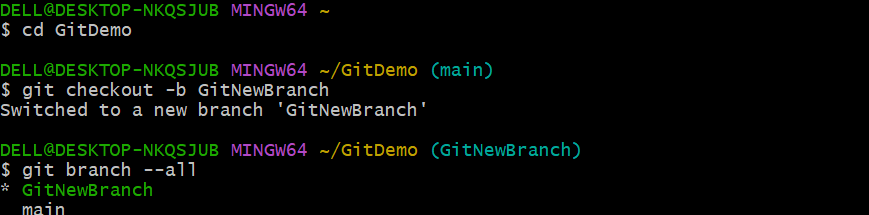 DELL@DESKTOP-NKQSJUB MINGW64 ~
$ cd GitDemo
DELL@DESKTOP-NKQSJUB MINGW64 ~/GitDemo (main)
$ git checkout -b GitNewBranch
Switched to a new branch 'GitNewBranch'
DELL@DESKTOP-NKQSJUB MINGW64 ~/GitDemo (GitNewBranch)
$ git branch --all
* GitNewBranch
main